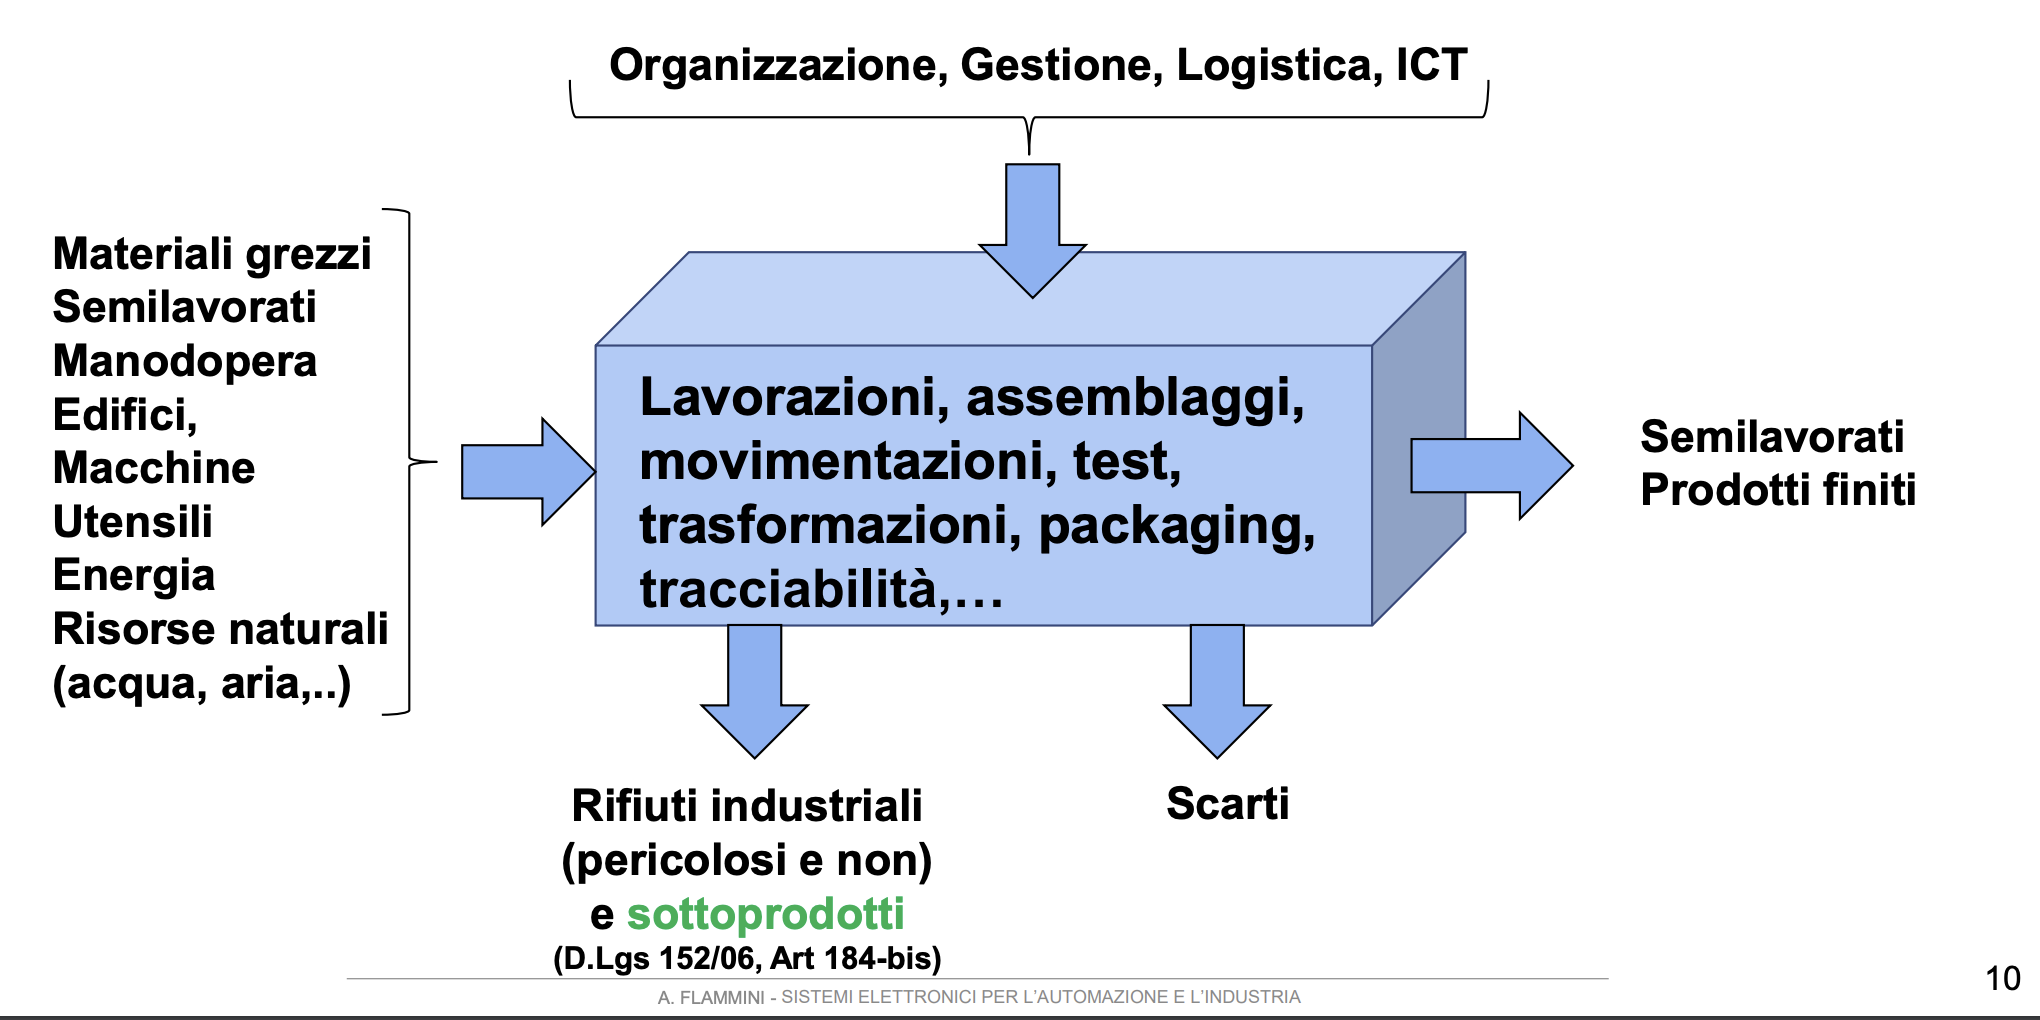 Organizzazione, Gestione, Logistica, ICT
Materiali grezzi
Semilavorati
Manodopera
Edifici,
Macchine
Utensili
Energia
Risorse naturali
(acqua, aria,..)
Lavorazioni, assemblaggi,
movimentazioni, test,
trasformazioni, packaging,
tracciabilità,…
Semilavorati
Prodotti finiti
Rifiuti industriali
(pericolosi e non)
e sottoprodotti
(D.Lgs 152/06, Art 184-bis)
Scarti
A. FLAMMINI - SISTEMI ELETTRONICI PER L'AUTOMAZIONE E L'INDUSTRIA
10